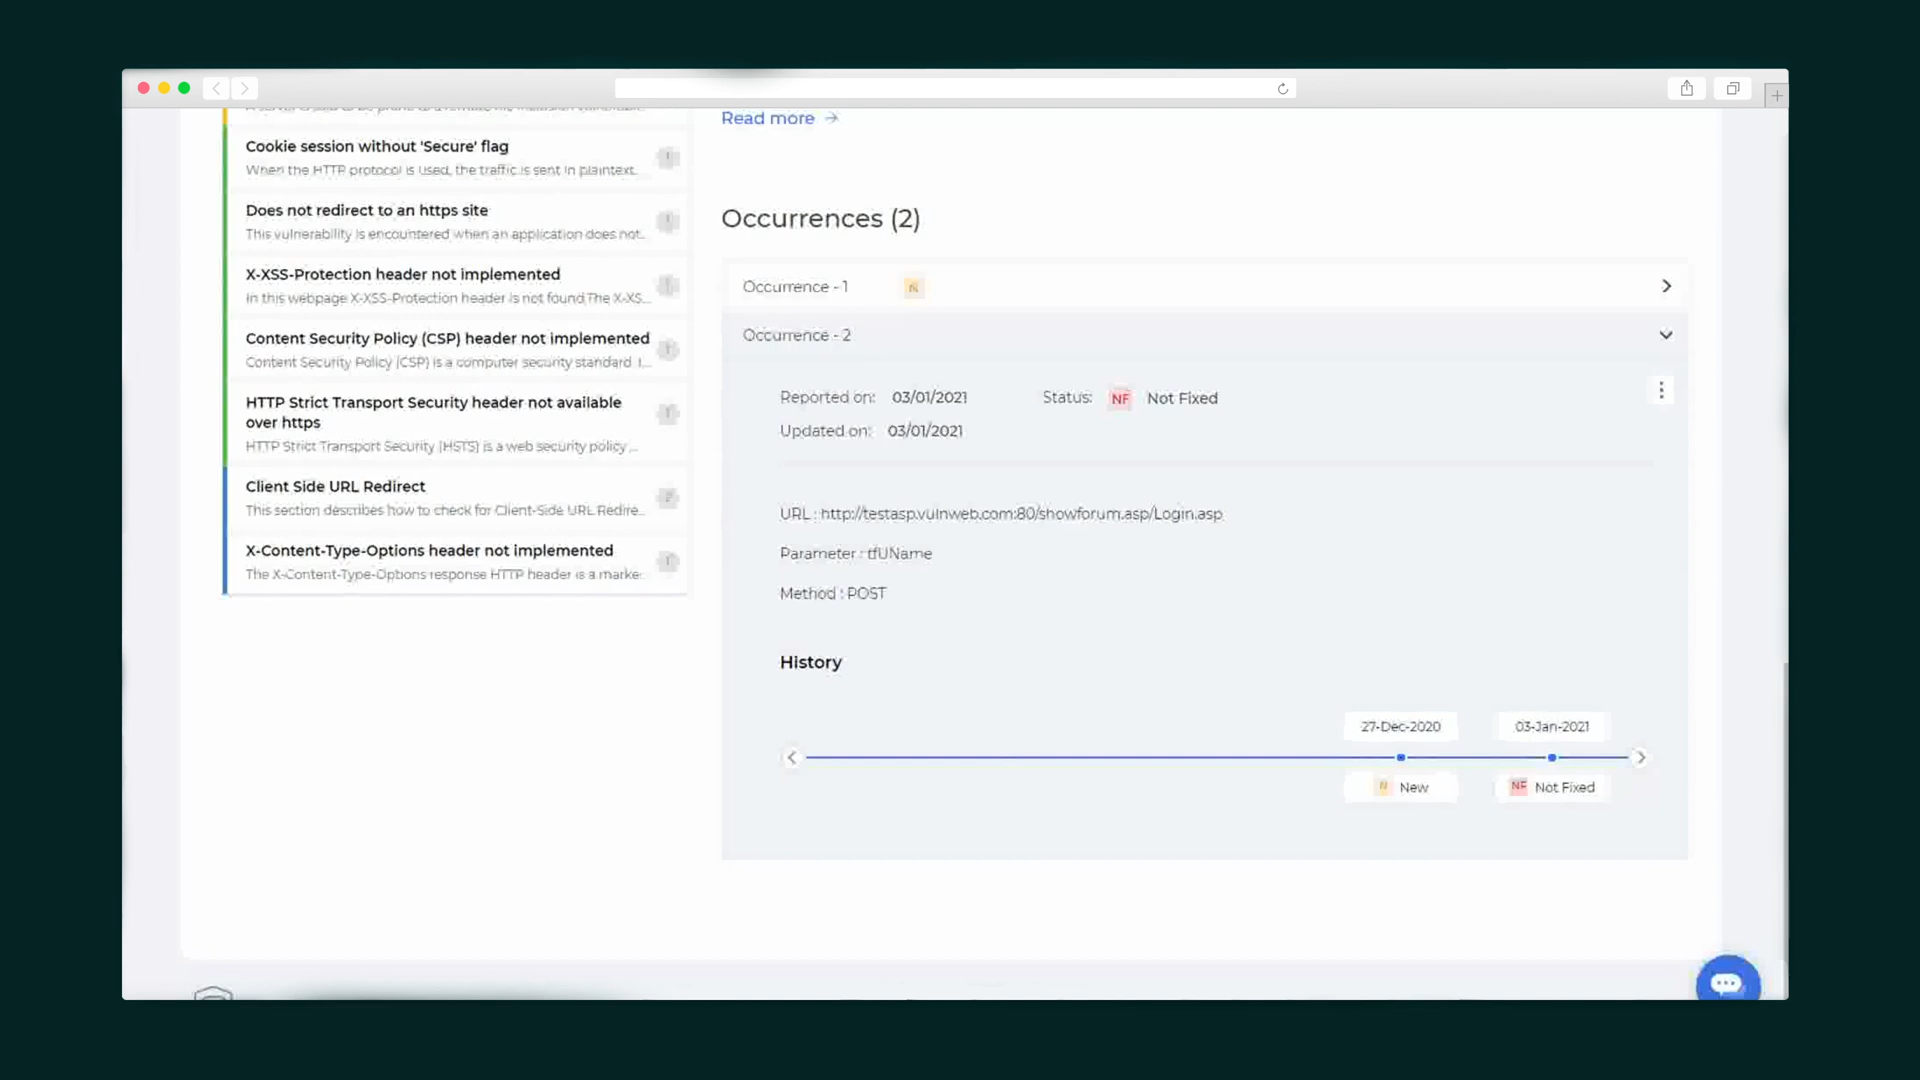 Read more →
Cookie session without 'Secure' flag
When the HTTP protocol is used, the traffic is sent in plaintext...
Does not redirect to an https site
This vulnerability is encountered when an application does not...
X-XSS-Protection header not implemented
In this webpage X-XSS-Protection header is not found.The X-XS...
Content Security Policy (CSP) header not implemented
Content Security Policy (CSP) is a computer security standard. I...
HTTP Strict Transport Security header not available
over https
HTTP Strict Transport Security (HSTS) is a web security policy ...
Client Side URL Redirect
This section describes how to check for Client-Side URL Redire...
2
X-Content-Type-Options header not implemented
The X-Content-Type-Options response HTTP header is a marke...
Occurrences (2)
Occurrence - 1
N
Occurrence - 2
Reported on: 03/01/2021 Status: NF Not Fixed
Updated on: 03/01/2021
URL : http://testasp.vulnweb.com:80/showforum.asp/Login.asp
Parameter : tfUName
Method : POST
History
27-Dec-2020 03-Jan-2021
N New NF Not Fixed